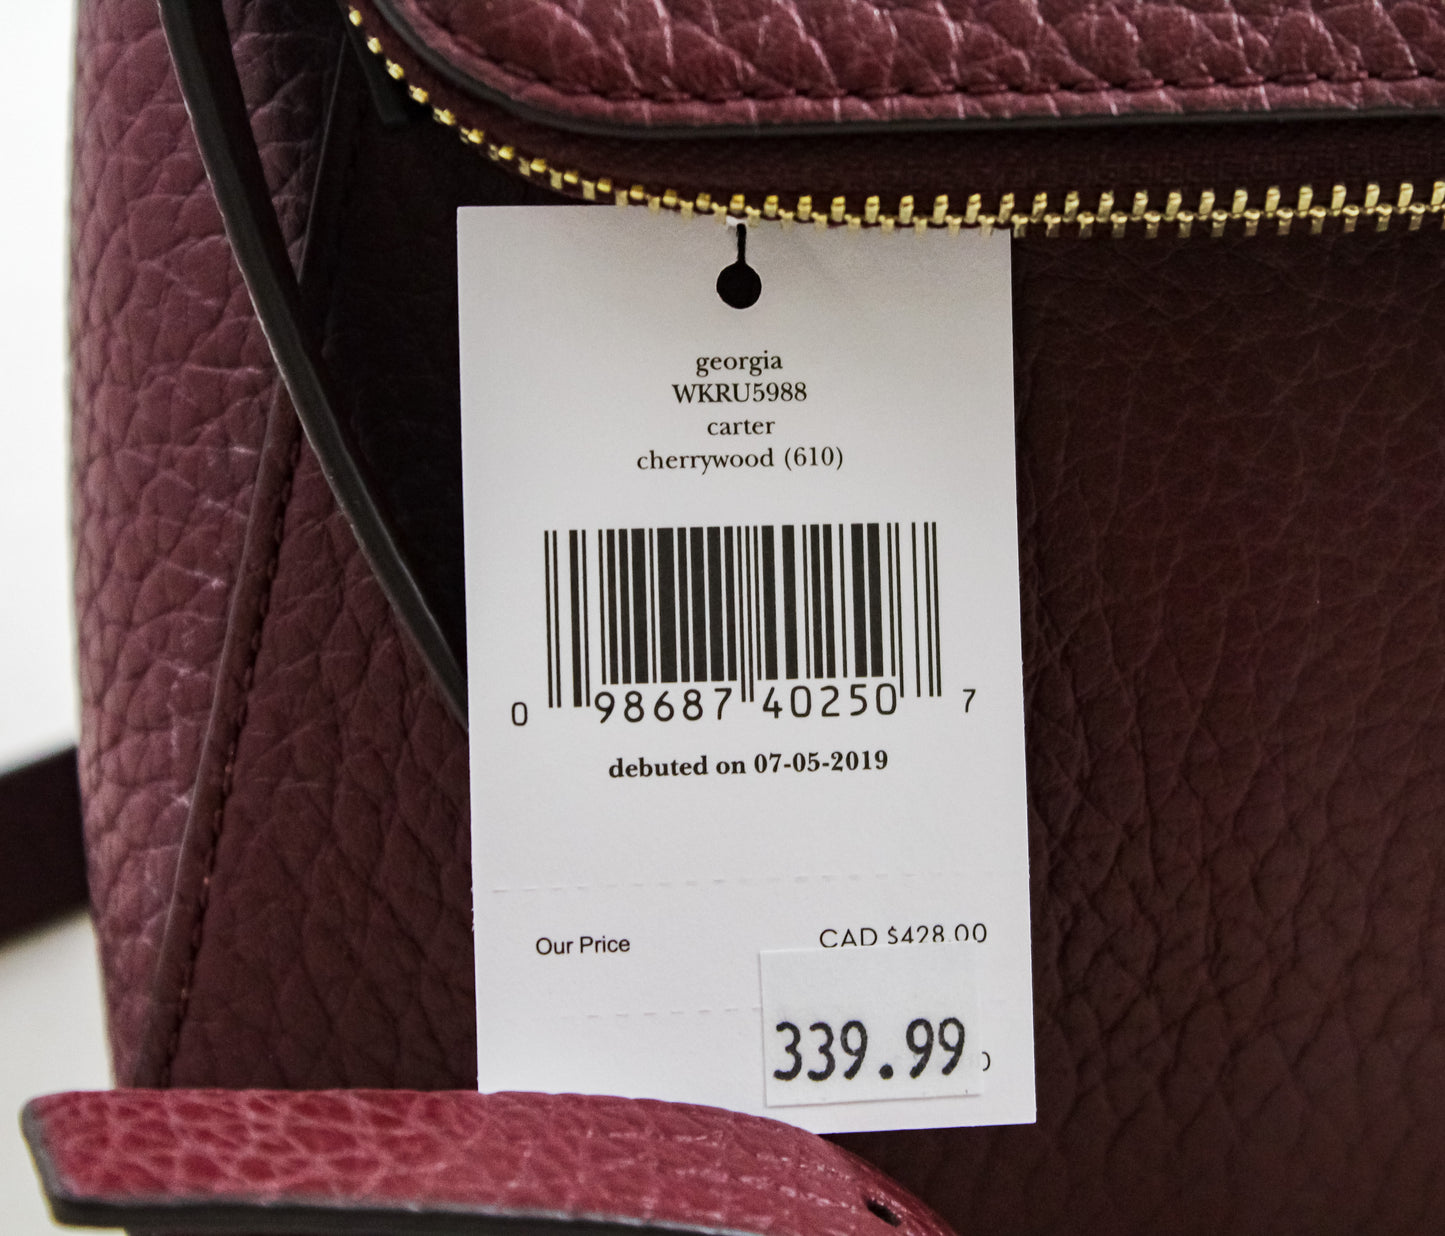 georgia
WKRU5988
carter
cherrywood (610)
0 98687 40250 7
debuted on 07-05-2019
Our Price CAD $428.00
339.99